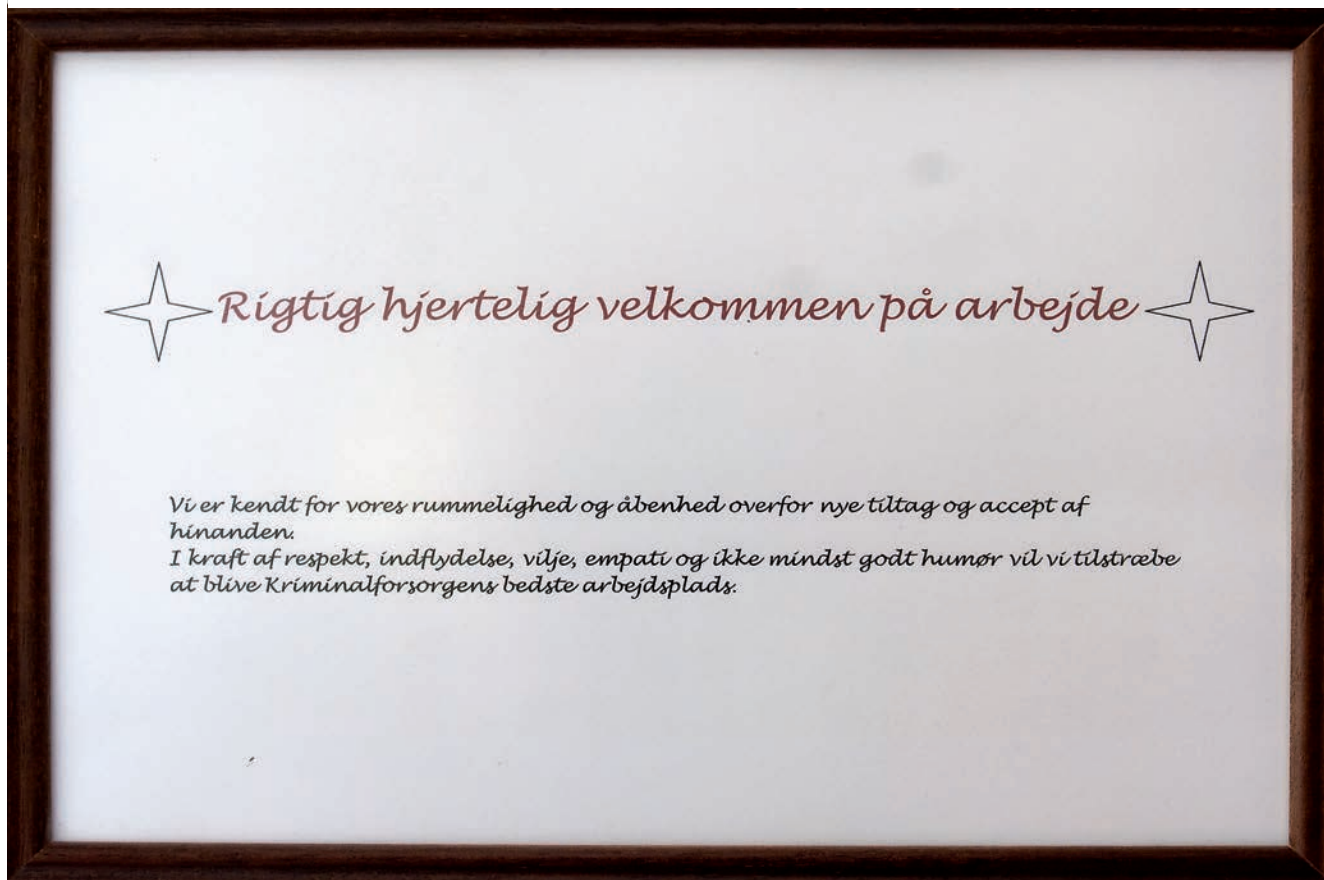 Rigtig hjertelig velkommen på arbejde
Vi er kendt for vores rummelighed og åbenhed overfor nye tiltag og accept af
hinanden.
I kraft af respekt, indflydelse, vilje, empati og ikke mindst godt humør vil vi tilstræbe
at blive Kriminalforsorgens bedste arbejdsplads.